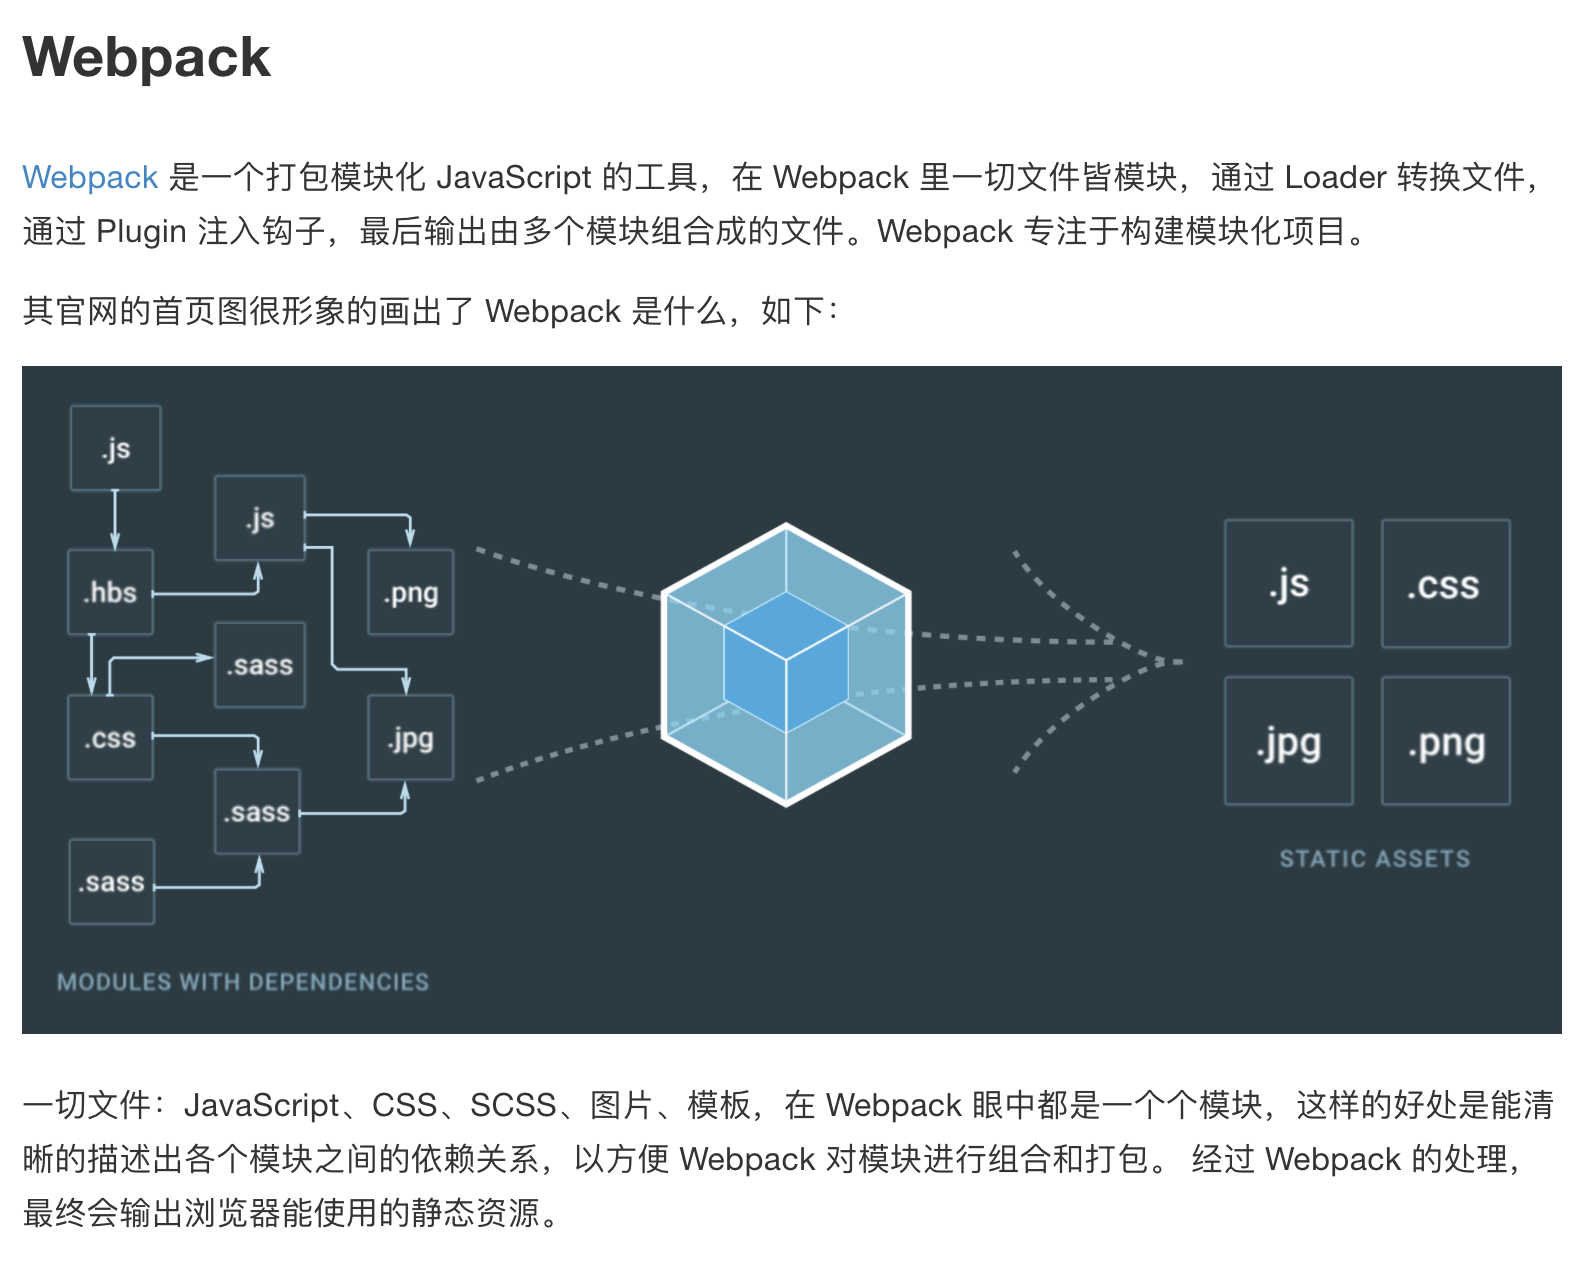 Webpack
Webpack 是一个打包模块化 JavaScript 的工具，在 Webpack 里一切文件皆模块，通过 Loader 转换文件，
通过 Plugin 注入钩子，最后输出由多个模块组合成的文件。Webpack 专注于构建模块化项目。
其官网的首页图很形象的画出了 Webpack 是什么，如下：
.js
.js
.hbs
.png
.sass
.css
.jpg
.sass
.sass
MODULES WITH DEPENDENCIES
.js
.css
.jpg
.png
STATIC ASSETS
一切文件：JavaScript、CSS、SCSS、图片、模板，在 Webpack 眼中都是一个个模块，这样的好处是能清
晰的描述出各个模块之间的依赖关系，以方便 Webpack 对模块进行组合和打包。 经过 Webpack 的处理，
最终会输出浏览器能使用的静态资源。